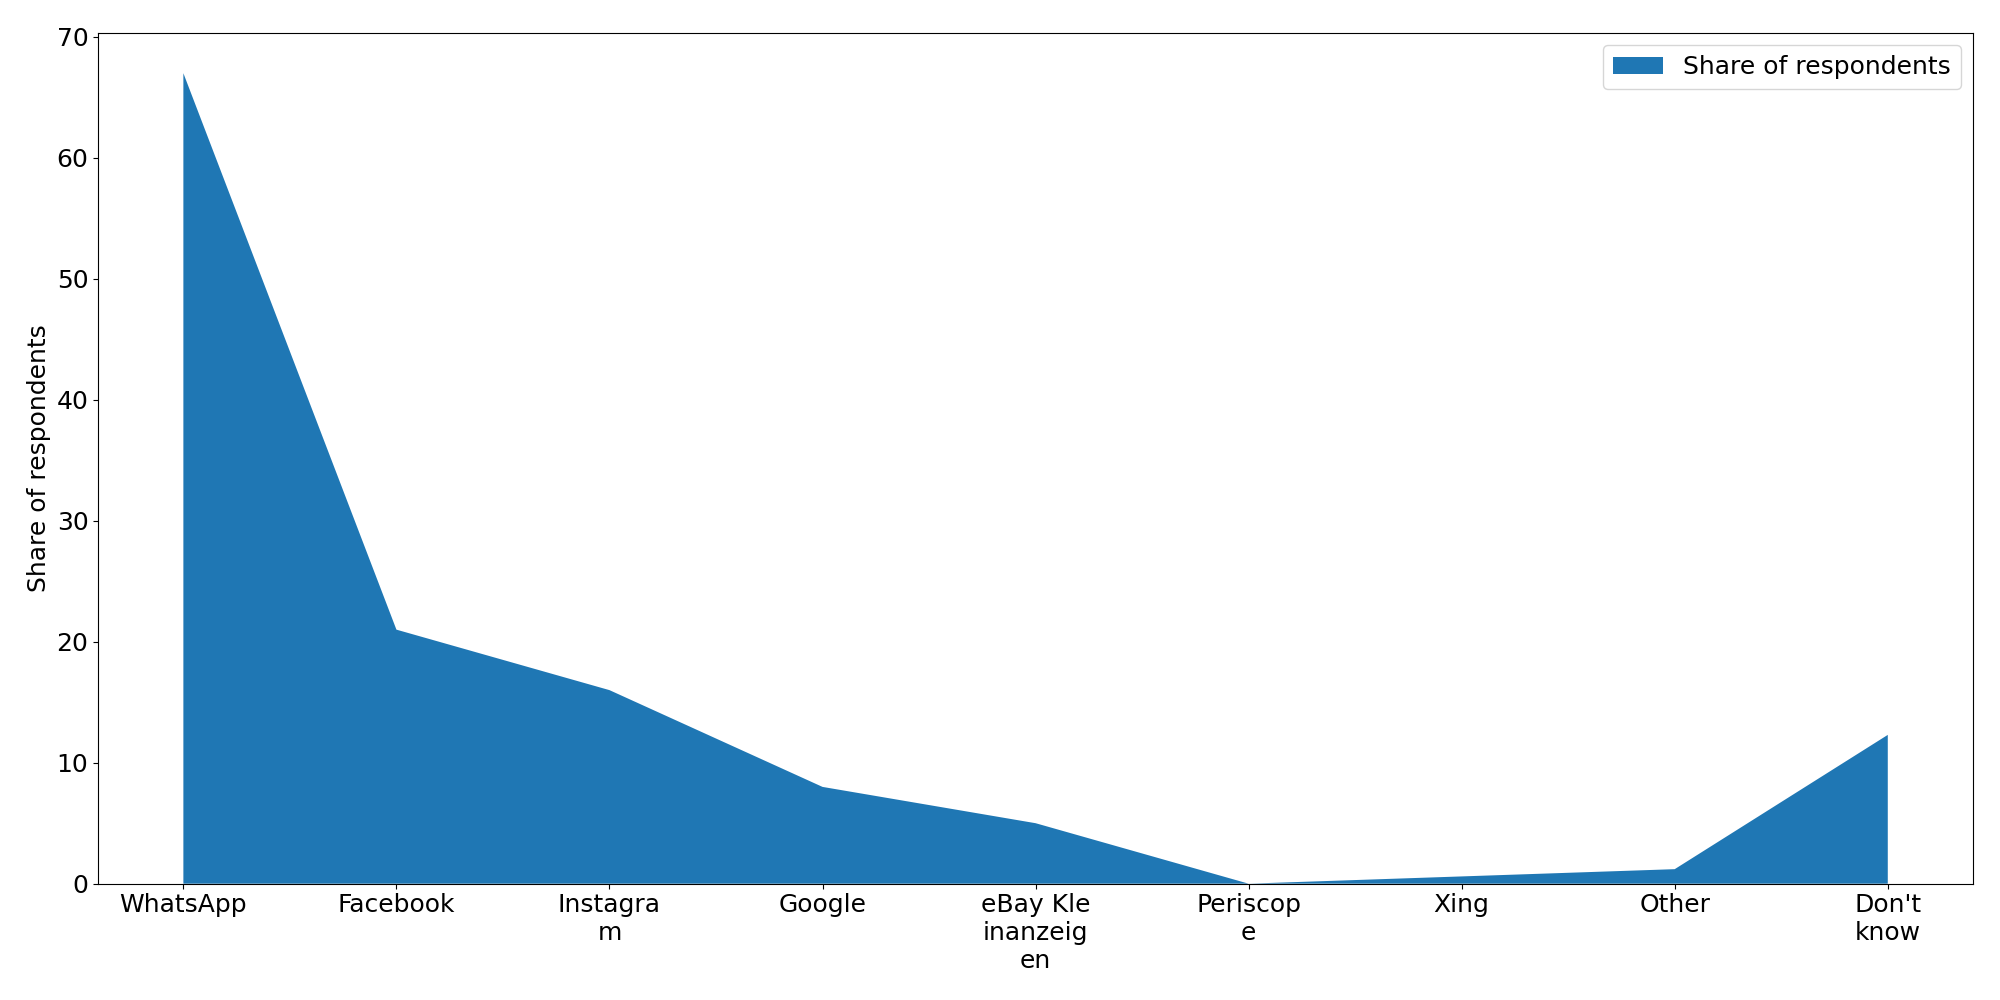 70
60
50
40
30
20
10
0
Share of respondents
Share of respondents
WhatsApp
Facebook
Instagra
m
Google
eBay Kle
inanzeig
en
Periscop
e
Xing
Other
Don't
know